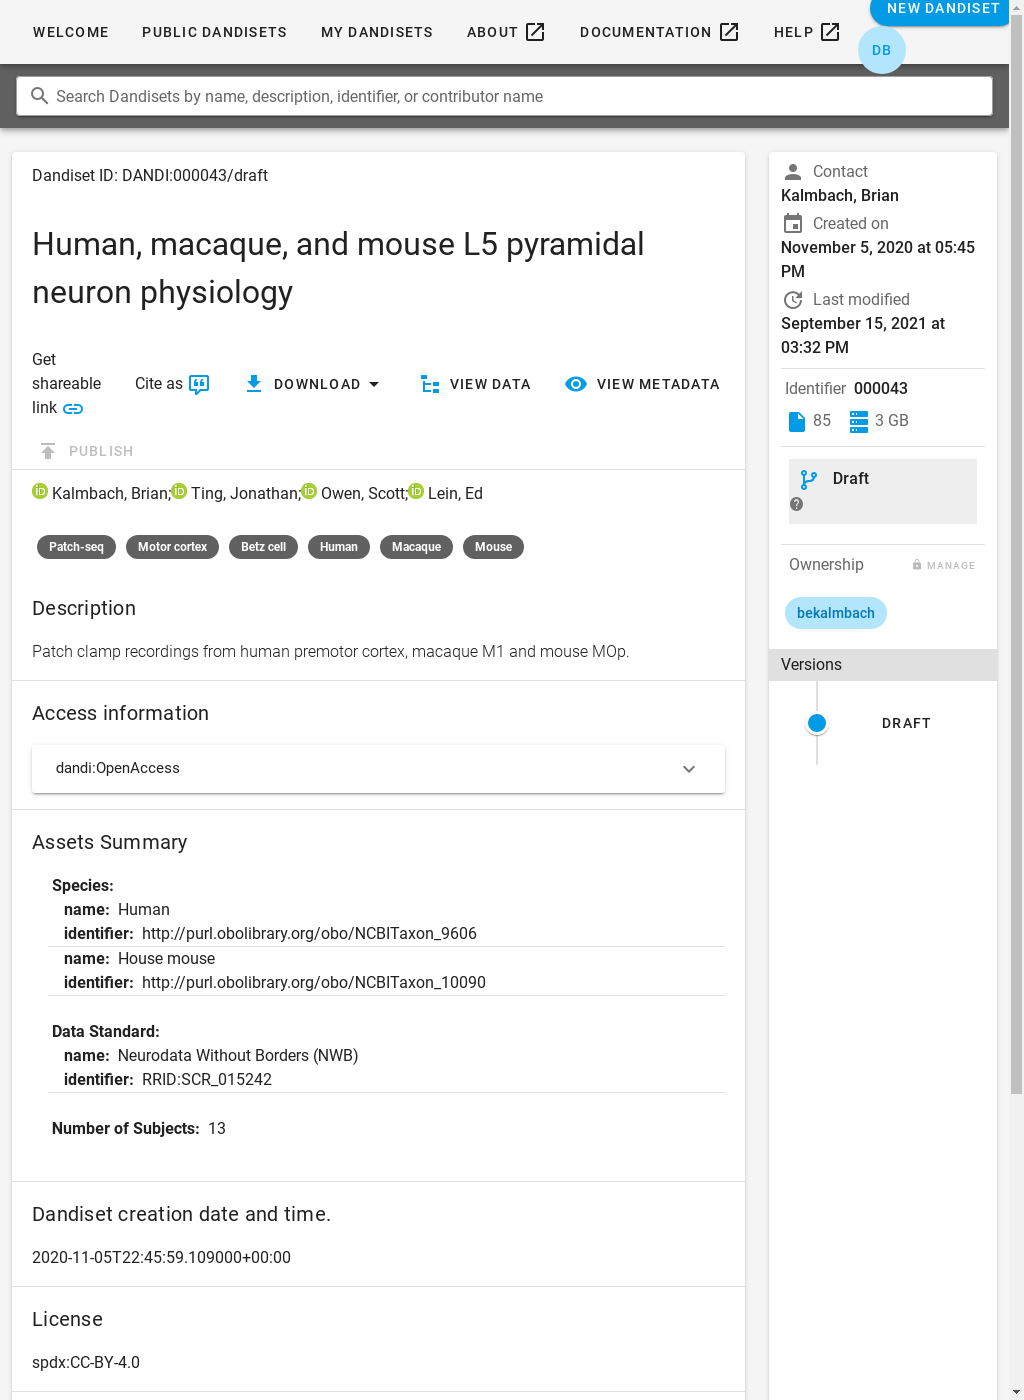 WELCOME
PUBLIC DANDISETS
MY DANDISETS
ABOUT
DOCUMENTATION
HELP
NEW DANDISET
DB
Search Dandisets by name, description, identifier, or contributor name
Dandiset ID: DANDI:000043/draft
Human, macaque, and mouse L5 pyramidal
neuron physiology
Get
shareable
link
Cite as
DOWNLOAD
VIEW DATA
VIEW METADATA
PUBLISH
iD Kalmbach, Brian;iD Ting, Jonathan;iD Owen, Scott;iD Lein, Ed
Patch-seq
Motor cortex
Betz cell
Human
Macaque
Mouse
Description
Patch clamp recordings from human premotor cortex, macaque M1 and mouse MOp.
Access information
dandi:OpenAccess
Assets Summary
Species:
name: Human
identifier: http://purl.obolibrary.org/obo/NCBITaxon_9606
name: House mouse
identifier: http://purl.obolibrary.org/obo/NCBITaxon_10090
Data Standard:
name: Neurodata Without Borders (NWB)
identifier: RRID:SCR_015242
Number of Subjects: 13
Dandiset creation date and time.
2020-11-05T22:45:59.109000+00:00
License
spdx:CC-BY-4.0
Contact
Kalmbach, Brian
Created on
November 5, 2020 at 05:45
PM
Last modified
September 15, 2021 at
03:32 PM
Identifier 000043
85
3 GB
Draft
Ownership
MANAGE
bekalmbach
Versions
DRAFT